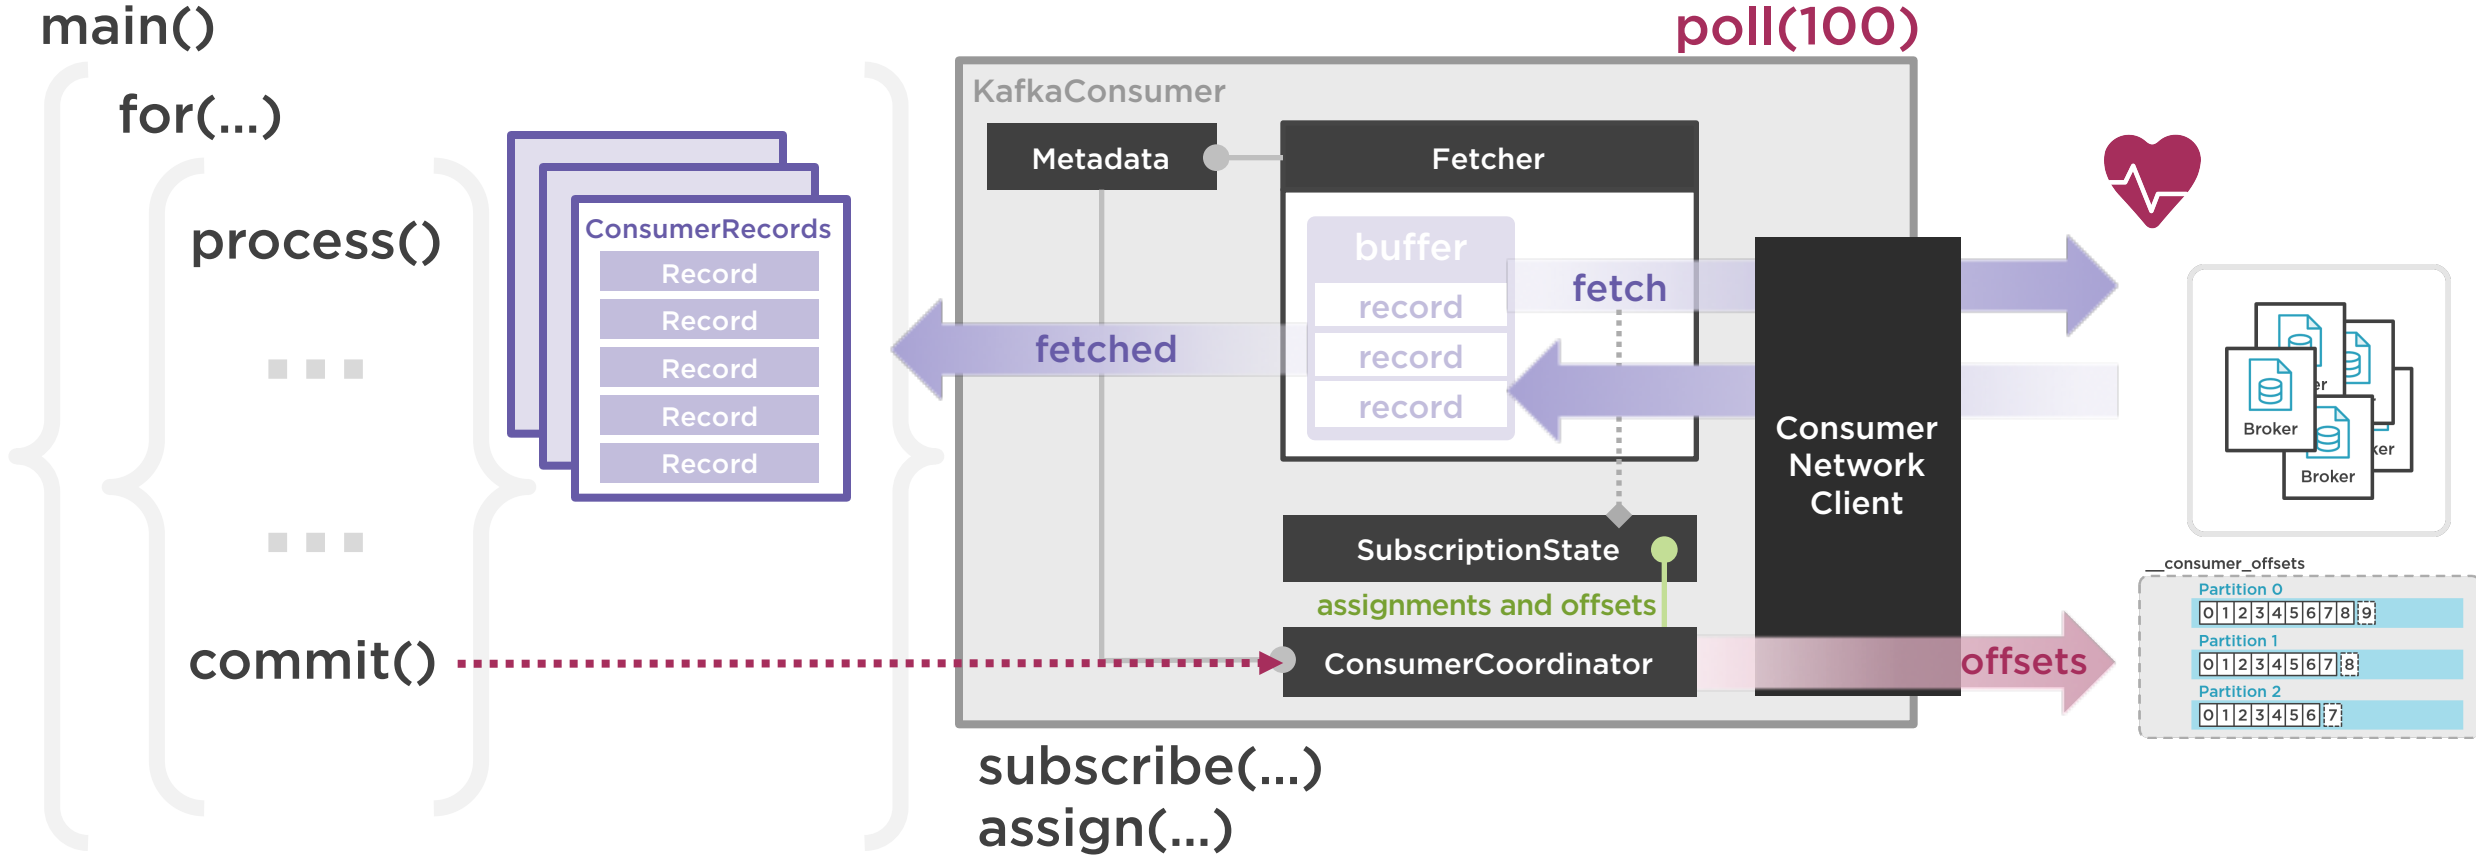 main()
for(...)
process()
commit()
ConsumerRecords
Record
Record
Record
Record
Record
poll(100)
KafkaConsumer
Metadata
Fetcher
buffer
record
record
record
fetch
fetched
Consumer
Network
Client
SubscriptionState
assignments and offsets
ConsumerCoordinator
offsets
subscribe(...)
assign(...)
er
Broker
ker
Broker
__consumer_offsets
Partition 0
0 1 2 3 4 5 6 7 8 9
Partition 1
0 1 2 3 4 5 6 7 8
Partition 2
0 1 2 3 4 5 6 7